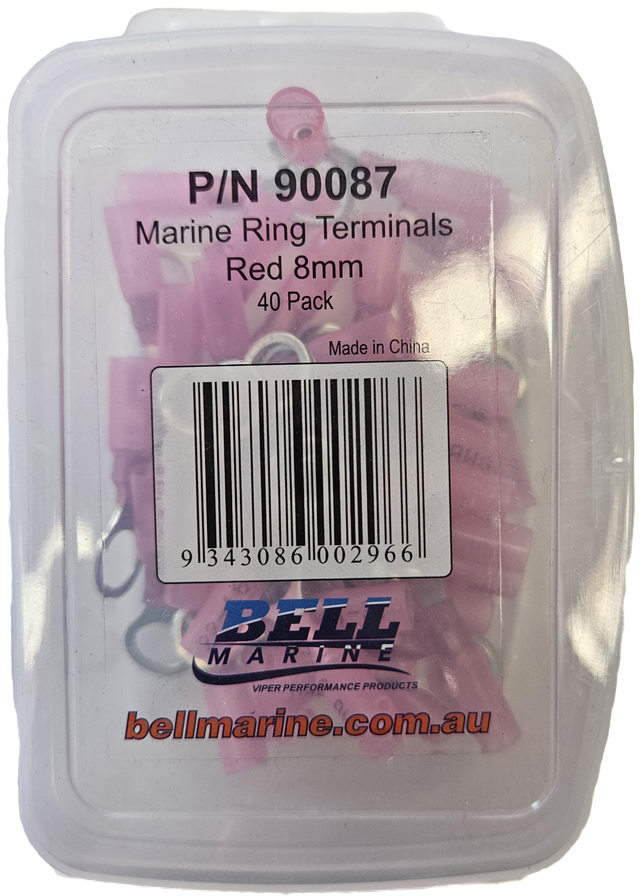 P/N 90087
Marine Ring Terminals
Red 8mm
40 Pack
Made in China
9 343086 002966
BELL
MARINE
VIPER PERFORMANCE PRODUCTS
bellmarine.com.au